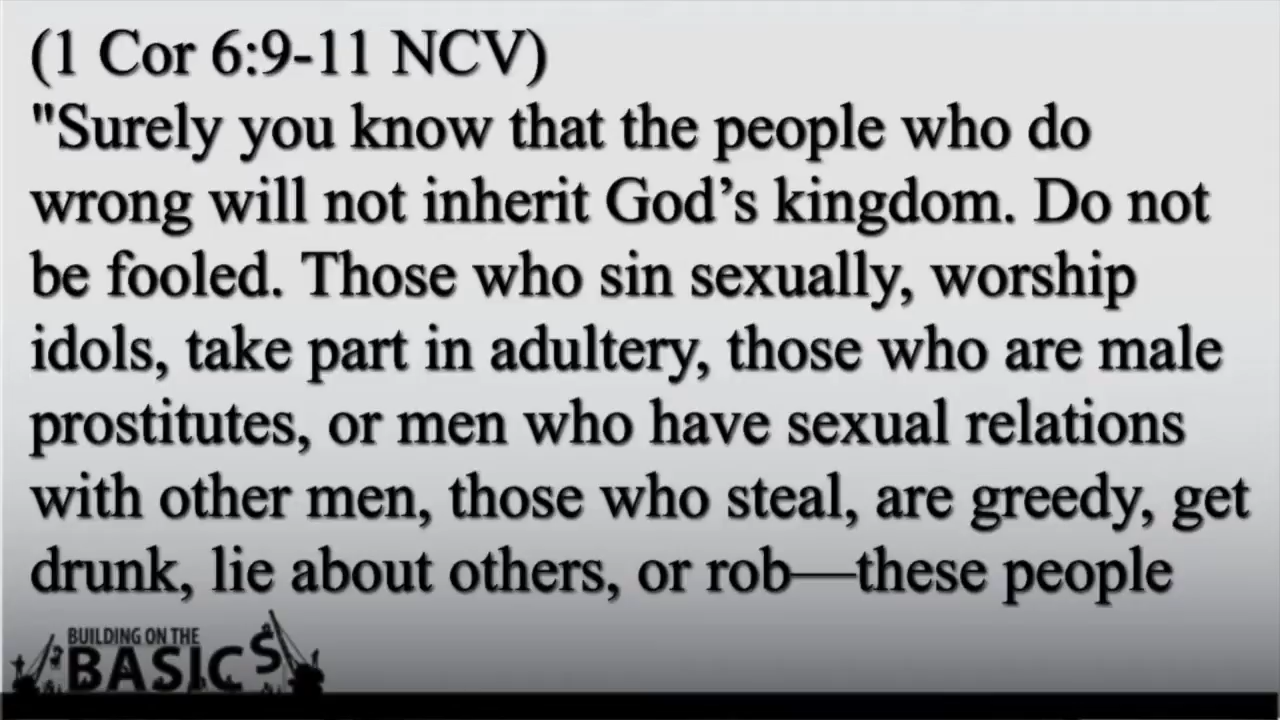 (1 Cor 6:9-11 NCV)
"Surely you know that the people who do
wrong will not inherit God’s kingdom. Do not
be fooled. Those who sin sexually, worship
idols, take part in adultery, those who are male
prostitutes, or men who have sexual relations
with other men, those who steal, are greedy, get
drunk, lie about others, or rob—these people
BUILDING ON THE
BASICS